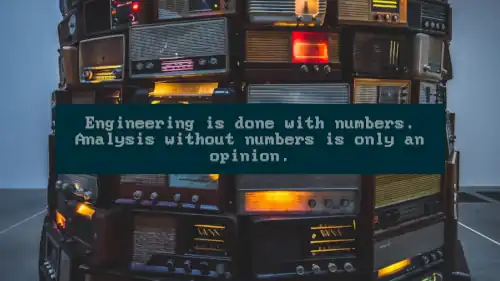 Engineering is done with numbers.
Analysis without numbers is only an
opinion.